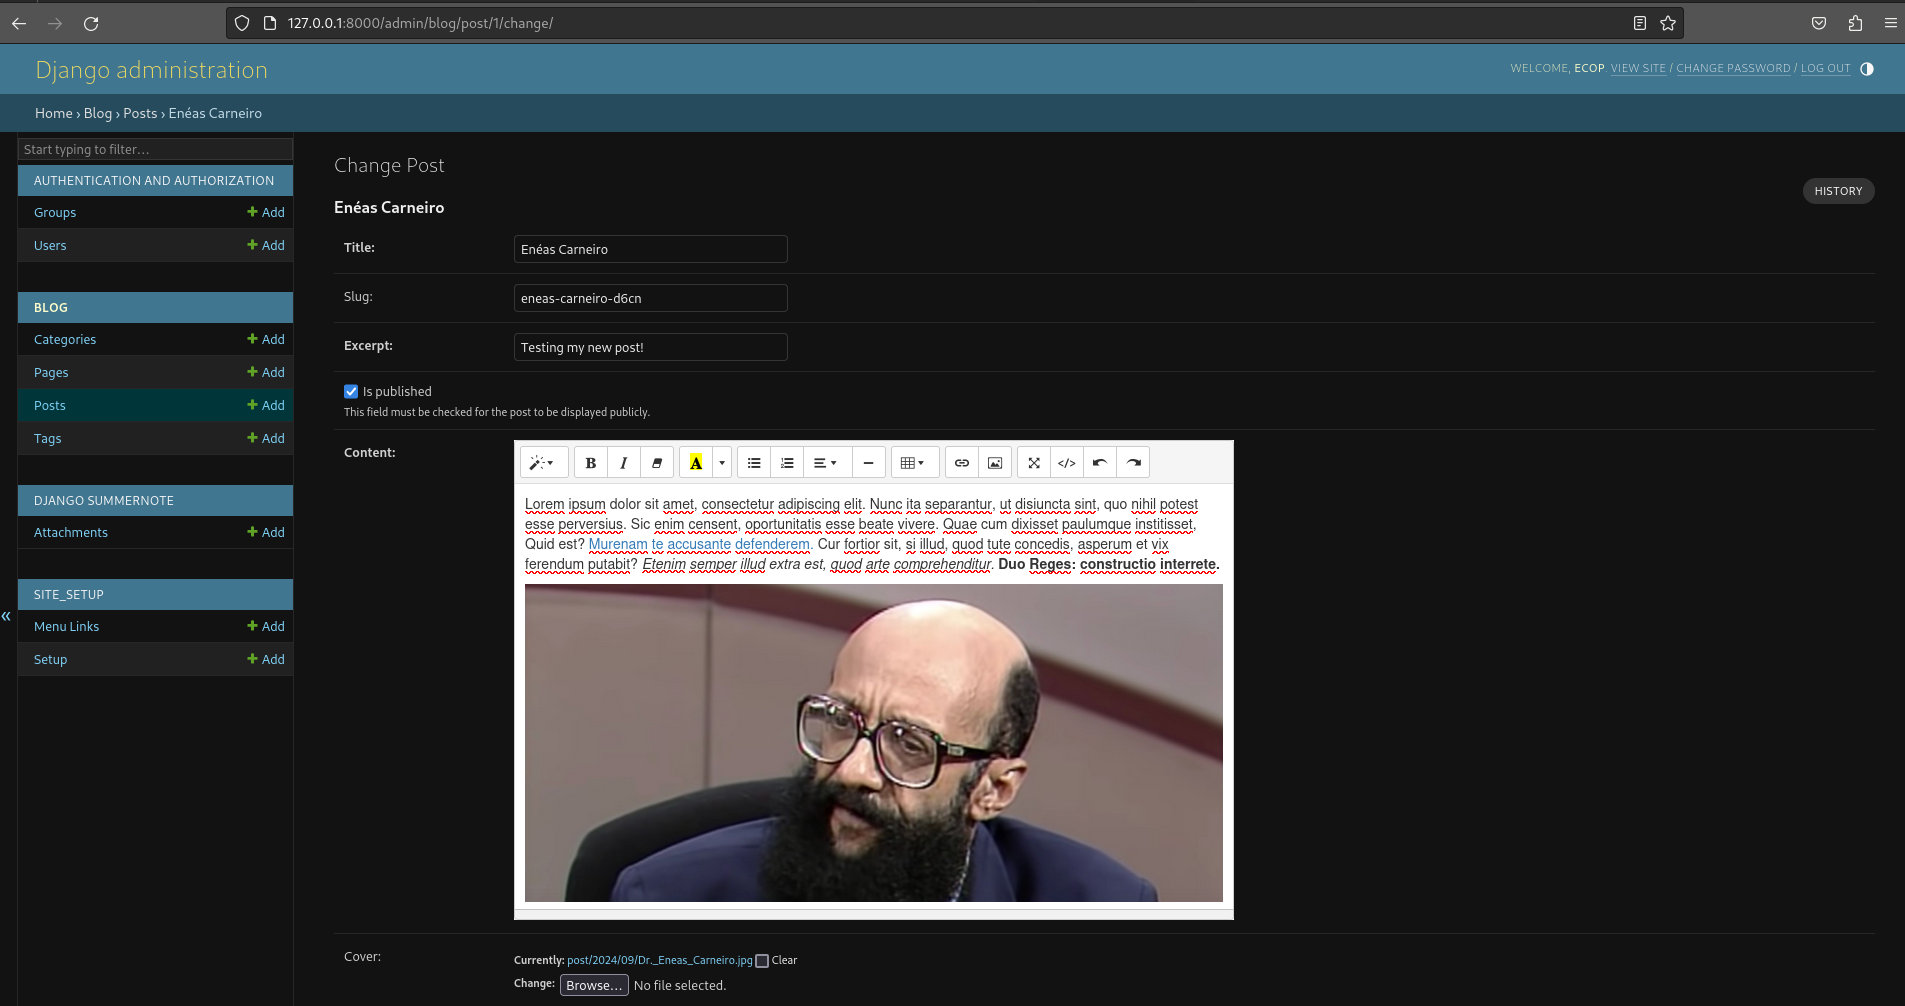 127.0.0.1:8000/admin/blog/post/1/change/
Django administration
WELCOME, ECOP. VIEW SITE / CHANGE PASSWORD / LOG OUT
Home › Blog › Posts › Enéas Carneiro
Start typing to filter...
AUTHENTICATION AND AUTHORIZATION
Groups + Add
Users + Add
BLOG
Categories + Add
Pages + Add
Posts + Add
Tags + Add
DJANGO SUMMERNOTE
Attachments + Add
SITE_SETUP
«
Menu Links + Add
Setup + Add
Change Post
HISTORY
Enéas Carneiro
Title: Enéas Carneiro
Slug: eneas-carneiro-d6cn
Excerpt: Testing my new post!
Is published
This field must be checked for the post to be displayed publicly.
Content:
B I A </>
Lorem ipsum dolor sit amet, consectetur adipiscing elit. Nunc ita separantur, ut disiuncta sint, quo nihil potest
esse perversius. Sic enim censent, oportunitatis esse beate vivere. Quae cum dixisset paulumque institisset,
Quid est? Murenam te accusante defenderem. Cur fortior sit, si illud, quod tute concedis, asperum et vix
ferendum putabit? Etenim semper illud extra est, quod arte comprehenditur. Duo Reges: constructio interrete.
Cover: Currently: post/2024/09/Dr._Eneas_Carneiro.jpg Clear
Change: Browse... No file selected.